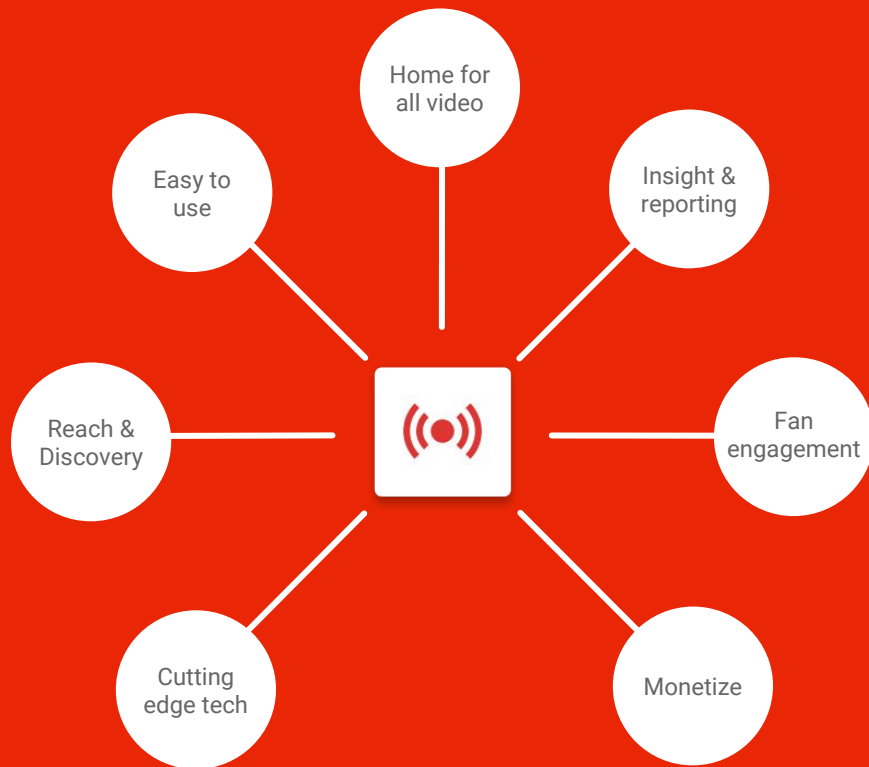 Home for
all video
Easy to
use
Insight &
reporting
Reach &
Discovery
Fan
engagement
Cutting
edge tech
Monetize